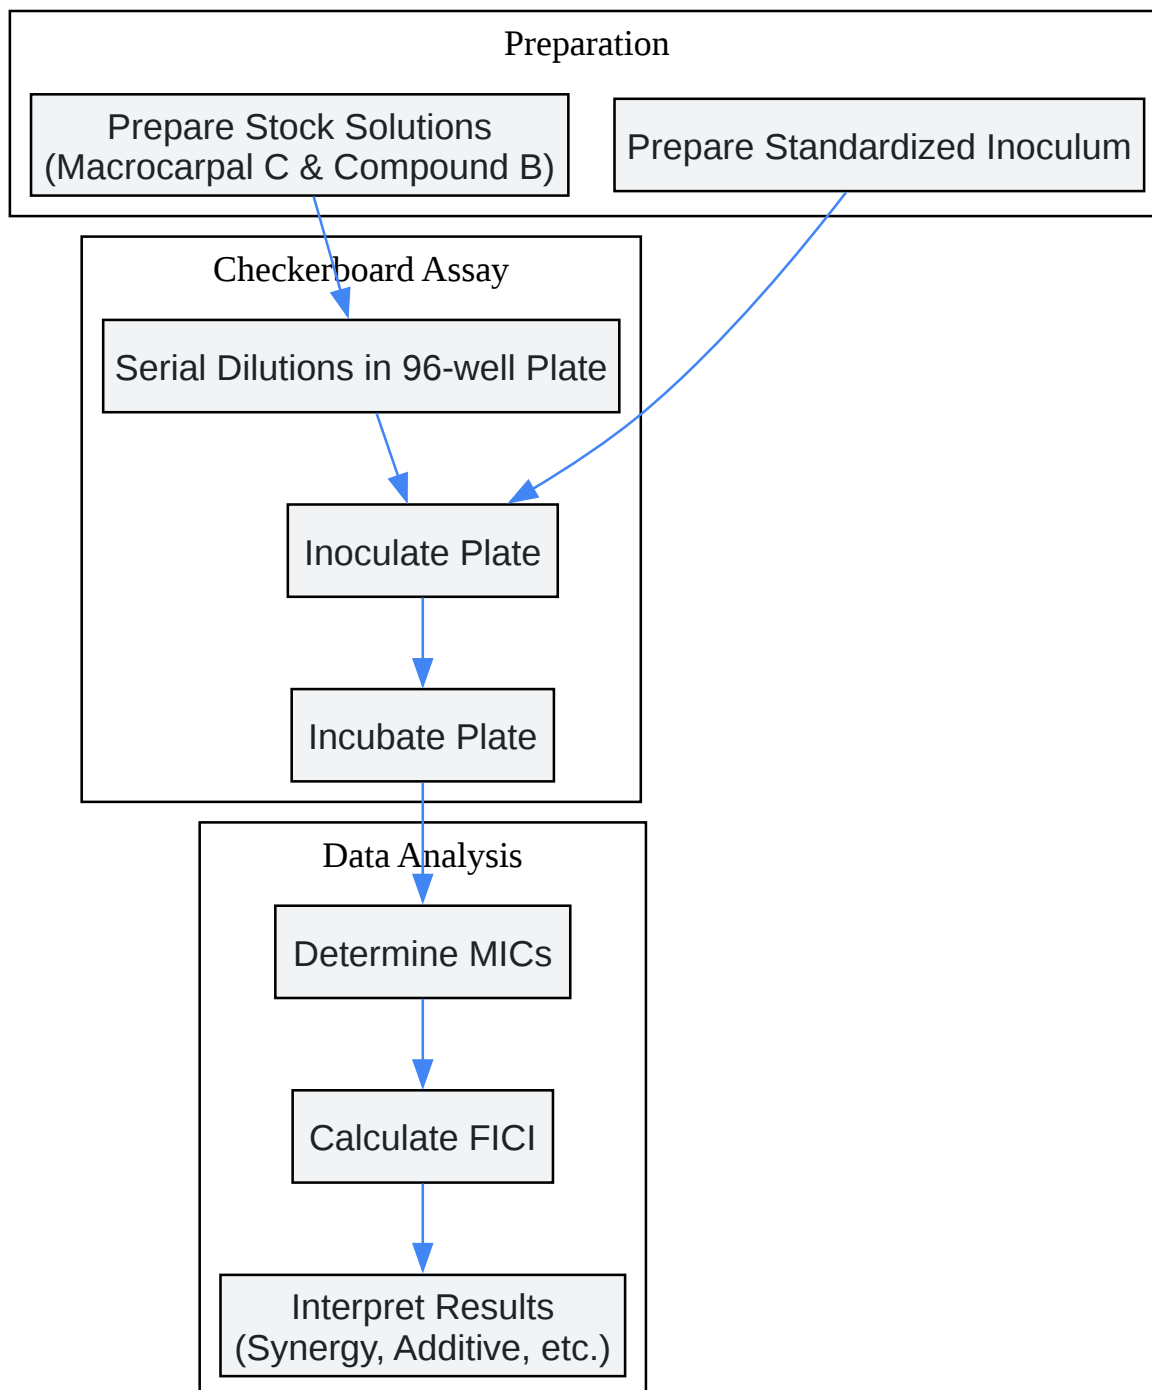 Preparation
Prepare Stock Solutions
(Macrocarpal C & Compound B)
Prepare Standardized Inoculum
Checkerboard Assay
Serial Dilutions in 96-well Plate
Inoculate Plate
Incubate Plate
Data Analysis
Determine MICs
Calculate FICI
Interpret Results
(Synergy, Additive, etc.)